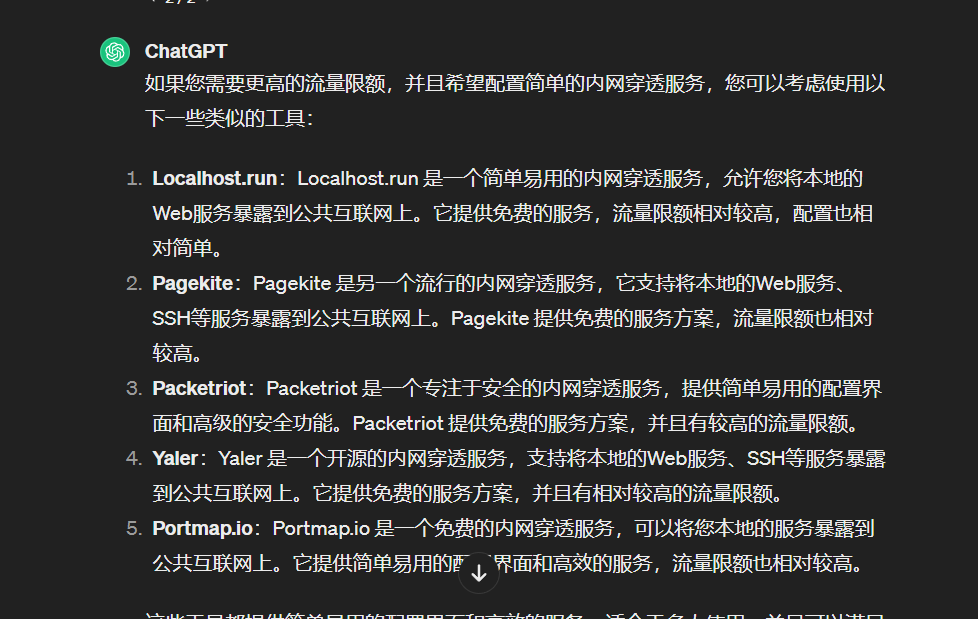 2/2
ChatGPT
如果您需要更高的流量限额，并且希望配置简单的内网穿透服务，您可以考虑使用以
下一些类似的工具：
1. Localhost.run：Localhost.run 是一个简单易用的内网穿透服务，允许您将本地的
Web服务暴露到公共互联网上。它提供免费的服务，流量限额相对较高，配置也相
对简单。
2. Pagekite：Pagekite 是另一个流行的内网穿透服务，它支持将本地的Web服务、
SSH等服务暴露到公共互联网上。Pagekite 提供免费的服务方案，流量限额也相对
较高。
3. Packetriot：Packetriot 是一个专注于安全的内网穿透服务，提供简单易用的配置界
面和高级的安全功能。Packetriot 提供免费的服务方案，并且有较高的流量限额。
4. Yaler：Yaler 是一个开源的内网穿透服务，支持将本地的Web服务、SSH等服务暴露
到公共互联网上。它提供免费的服务方案，并且有相对较高的流量限额。
5. Portmap.io：Portmap.io 是一个免费的内网穿透服务，可以将您本地的服务暴露到
公共互联网上。它提供简单易用的配 界面和高效的服务，流量限额也相对较高。